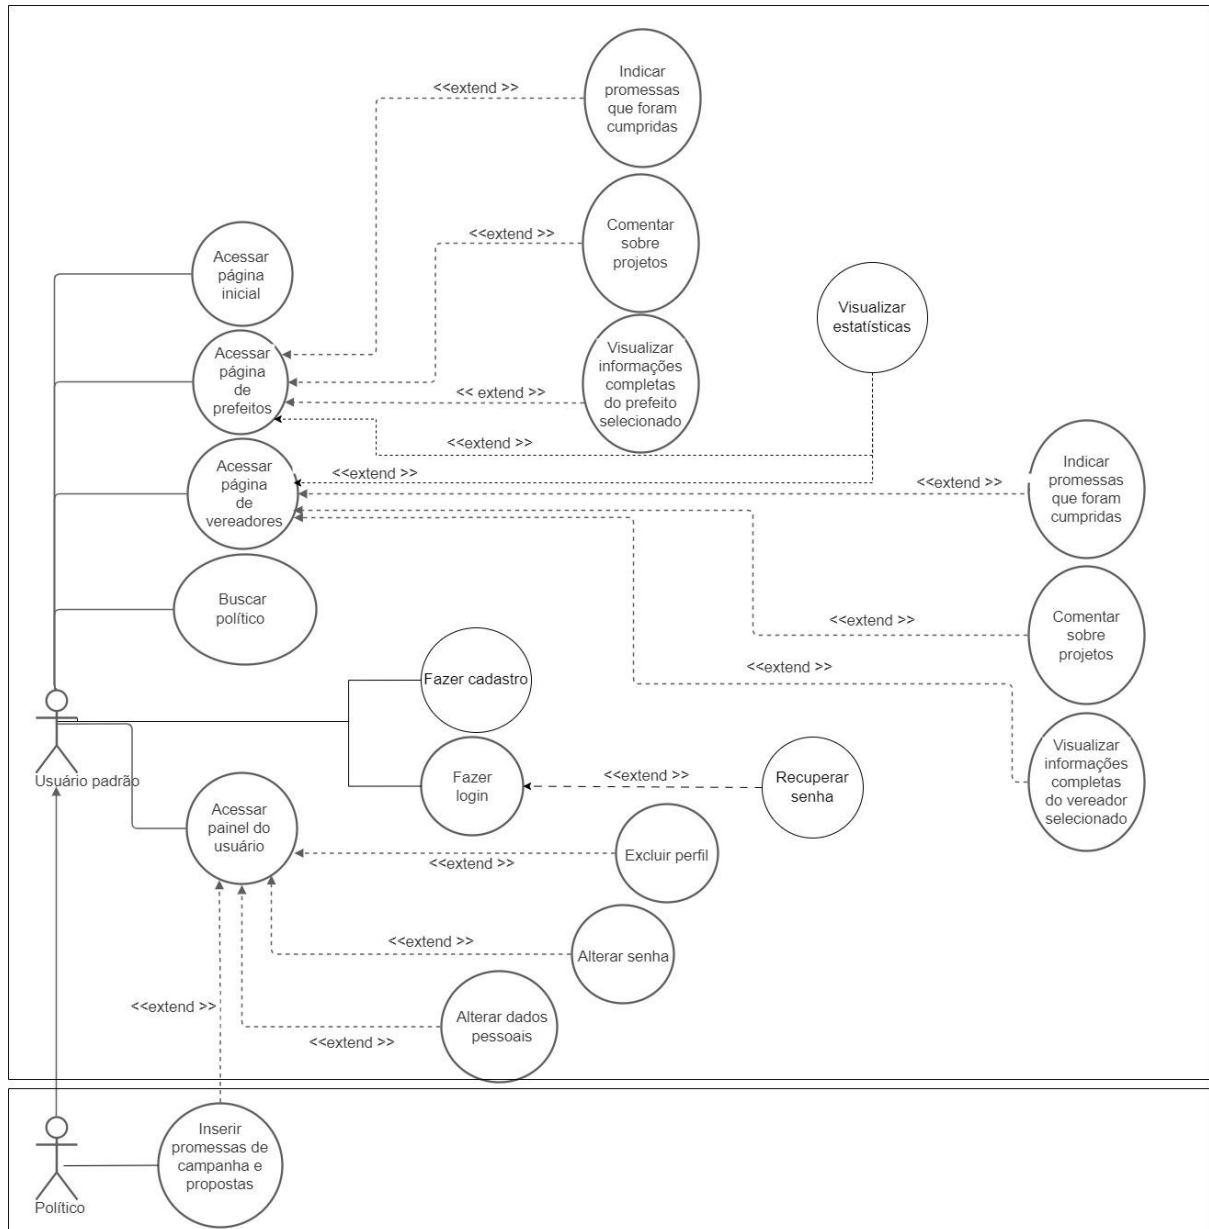 <<extend >>
Indicar
promessas
que foram
cumpridas
<<extend >>
Comentar
sobre
projetos
Acessar
página
inicial
Visualizar
estatísticas
Acessar
página
de
prefeitos
<< extend >>
Visualizar
informações
completas
do prefeito
selecionado
<<extend >>
Acessar
página
de
vereadores
<<extend >>
<<extend >>
Indicar
promessas
que foram
cumpridas
Buscar
político
<<extend >>
Comentar
sobre
projetos
<<extend >>
Fazer cadastro
Usuário padrão
Fazer
login
<<extend >>
Recuperar
senha
Visualizar
informações
completas
do vereador
selecionado
Acessar
painel do
usuário
<<extend >>
Excluir perfil
<<extend >>
Alterar senha
<<extend >>
<<extend >>
Alterar dados
pessoais
Inserir
promessas de
campanha e
propostas
Político